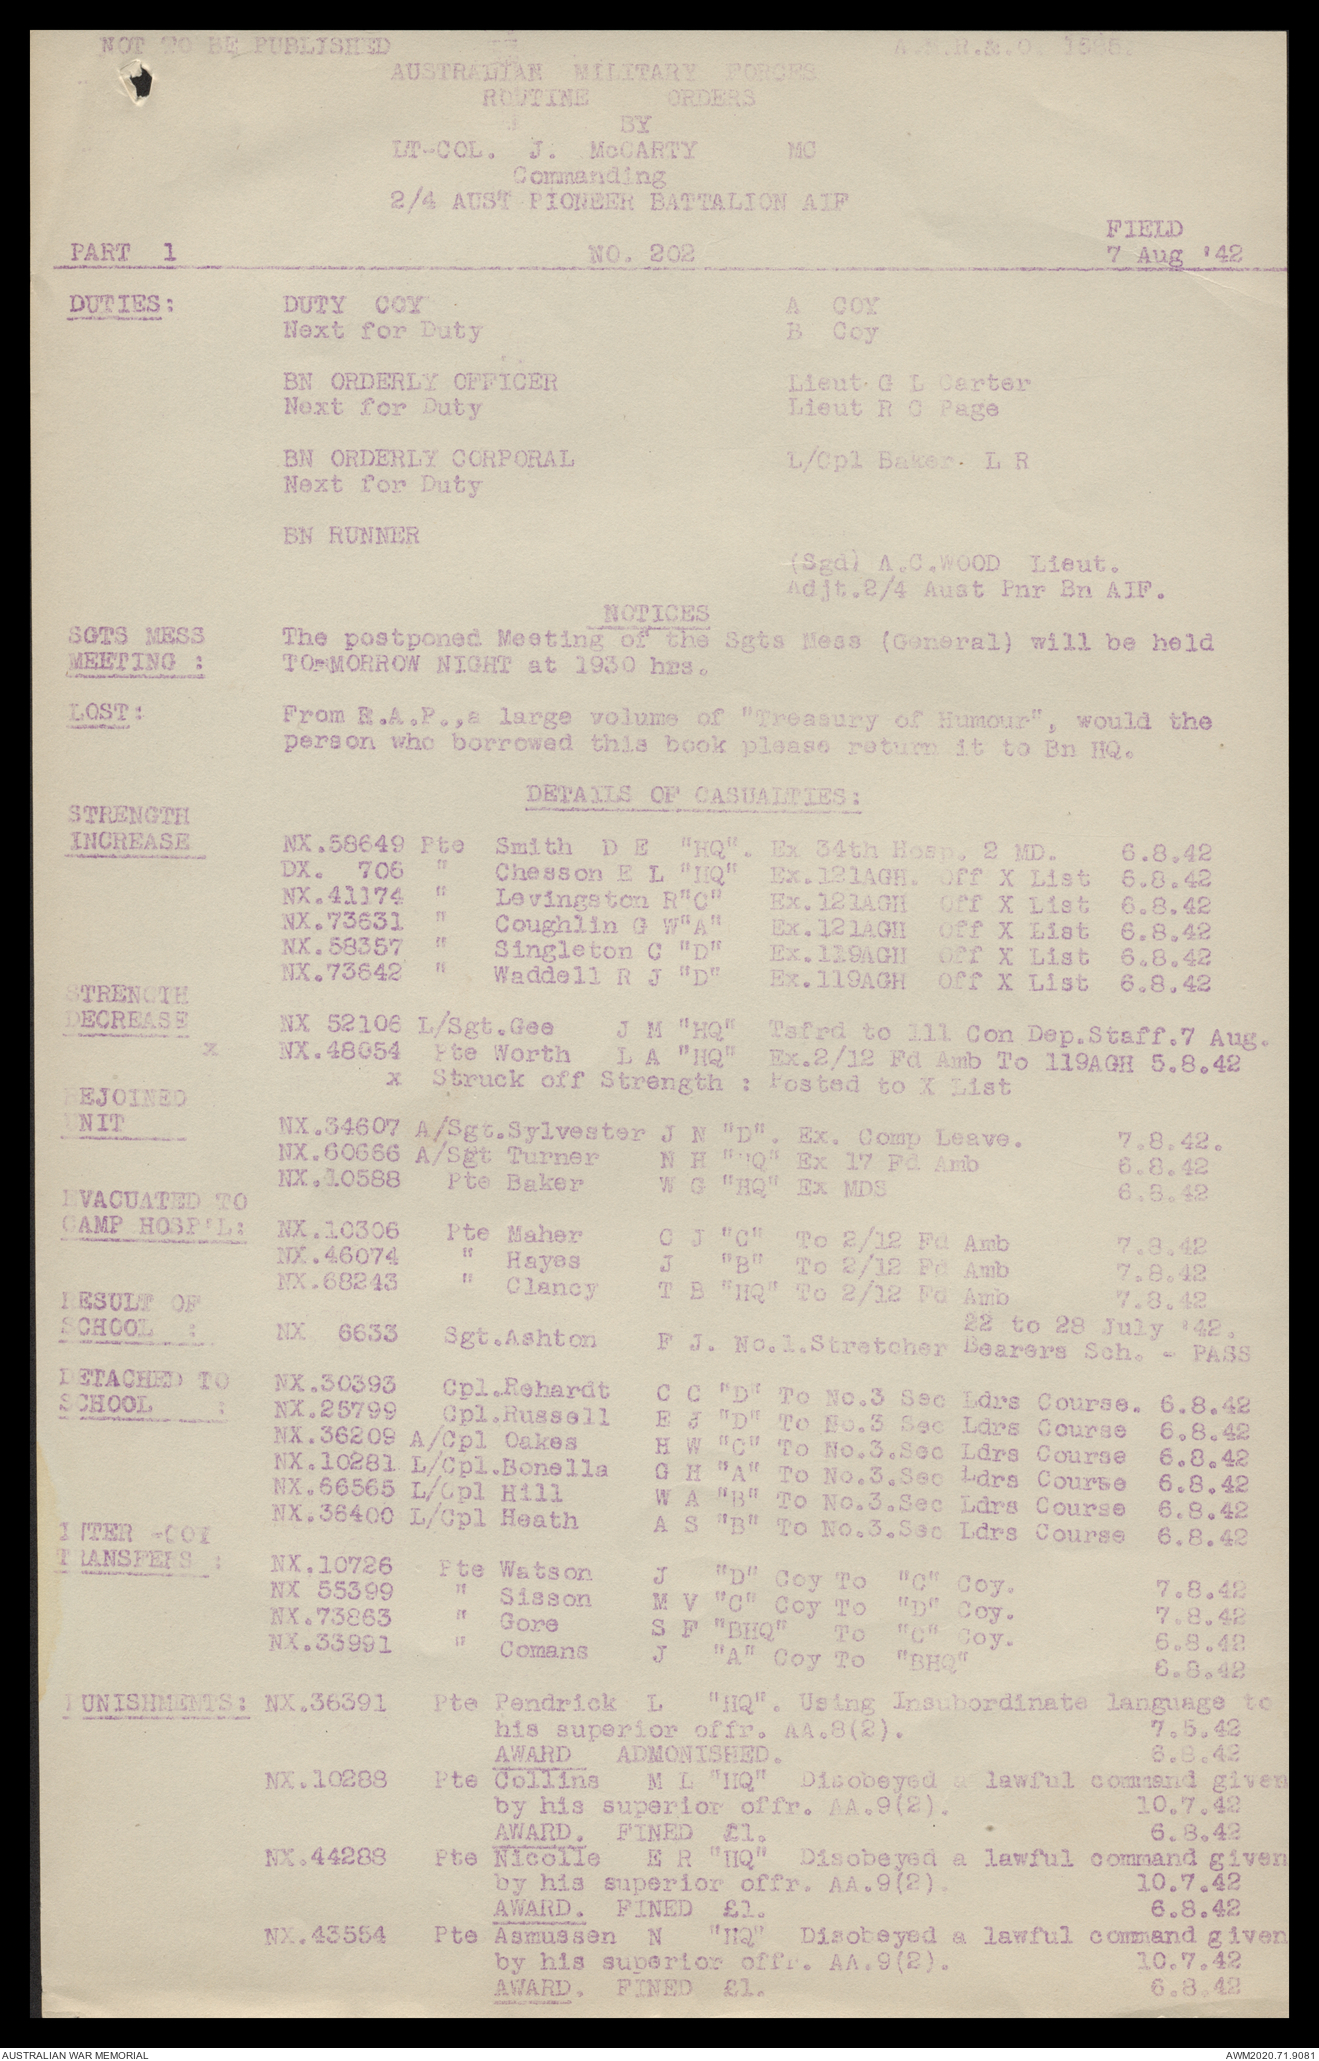 NOT TO BE PUBLISHED A.M.R.&.O. 1685.
AUSTRALIAN MILITARY FORCES
ROUTINE ORDERS
BY
LT-COL. J. McCARTY MC
Commanding
2/4 AUST PIONEER BATTALION AIF
FIELD
PART 1 NO. 202 7 Aug '42
DUTIES: DUTY COY A COY
Next for Duty B Coy
BN ORDERLY OFFICER Lieut G L Carter
Next for Duty Lieut R C Page
BN ORDERLY CORPORAL L/Cpl Baker L R
Next for Duty
BN RUNNER
(Sgd) A.C.WOOD Lieut.
Adjt.2/4 Aust Pnr Bn AIF.
NOTICES
SGTS MESS The postponed Meeting of the Sgts Mess (General) will be held
MEETING : TO-MORROW NIGHT at 1930 hrs.
LOST: From R.A.P.,a large volume of "Treasury of Humour", would the
person who borrowed this book please return it to Bn HQ.
DETAILS OF CASUALTIES:
STRENGTH
INCREASE NX.58649 Pte Smith D E "HQ". Ex 34th Hosp. 2 MD. 6.8.42
DX. 706 " Chesson E L "HQ" Ex.121AGH. Off X List 6.8.42
NX.41174 " Levingston R"C" Ex.121AGH Off X List 6.8.42
NX.73631 " Coughlin G W"A" Ex.121AGH Off X List 6.8.42
NX.58357 " Singleton C "D" Ex.119AGH Off X List 6.8.42
NX.73642 " Waddell R J "D" Ex.119AGH Off X List 6.8.42
STRENGTH
DECREASE NX 52106 L/Sgt.Gee J M "HQ" Tsfrd to 111 Con Dep.Staff.7 Aug.
x NX.48054 Pte Worth L A "HQ" Ex.2/12 Fd Amb To 119AGH 5.8.42
x Struck off Strength : Posted to X List
REJOINED
UNIT NX.34607 A/Sgt.Sylvester J N "D". Ex. Comp Leave. 7.8.42.
NX.60666 A/Sgt Turner N H "HQ" Ex 17 Fd Amb 6.8.42
NX.10588 Pte Baker W G "HQ" Ex MDS 6.8.42
EVACUATED TO
CAMP HOSP'L: NX.10306 Pte Maher C J "C" To 2/12 Fd Amb 7.8.42
NX.46074 " Hayes J "B" To 2/12 Fd Amb 7.8.42
NX.68243 " Clancy T B "HQ" To 2/12 Fd Amb 7.8.42
RESULT OF 22 to 28 July '42.
SCHOOL : NX 6633 Sgt.Ashton F J. No.1.Stretcher Bearers Sch. - PASS
DETACHED TO NX.30393 Cpl.Rehardt C C "D" To No.3 Sec Ldrs Course. 6.8.42
SCHOOL : NX.25799 Cpl.Russell E J "D" To No.3 Sec Ldrs Course 6.8.42
NX.36209 A/Cpl Oakes H W "C" To No.3.Sec Ldrs Course 6.8.42
NX.10281 L/Cpl.Bonella G H "A" To No.3.Sec Ldrs Course 6.8.42
NX.66565 L/Cpl Hill W A "B" To No.3.Sec Ldrs Course 6.8.42
NX.36400 L/Cpl Heath A S "B" To No.3.Sec Ldrs Course 6.8.42
INTER -COY
TRANSFERS : NX.10726 Pte Watson J "D" Coy To "C" Coy. 7.8.42
NX 55399 " Sisson M V "C" Coy To "D" Coy. 7.8.42
NX.73863 " Gore S F "BHQ" To "C" Coy. 6.8.42
NX.33991 " Comans J "A" Coy To "BHQ" 6.8.42
PUNISHMENTS: NX.36391 Pte Pendrick L "HQ". Using Insubordinate language to
his superior offr. AA.8(2). 7.5.42
AWARD ADMONISHED. 6.8.42
NX.10288 Pte Collins M L "HQ" Disobeyed a lawful command given
by his superior offr. AA.9(2). 10.7.42
AWARD. FINED £1. 6.8.42
NX.44288 Pte Nicolle E R "HQ" Disobeyed a lawful command given
by his superior offr. AA.9(2). 10.7.42
AWARD. FINED £1. 6.8.42
NX.43554 Pte Asmussen N "HQ" Disobeyed a lawful command given
by his superior offr. AA.9(2). 10.7.42
AWARD. FINED £1. 6.8.42
AUSTRALIAN WAR MEMORIAL AWM2020.71.9081